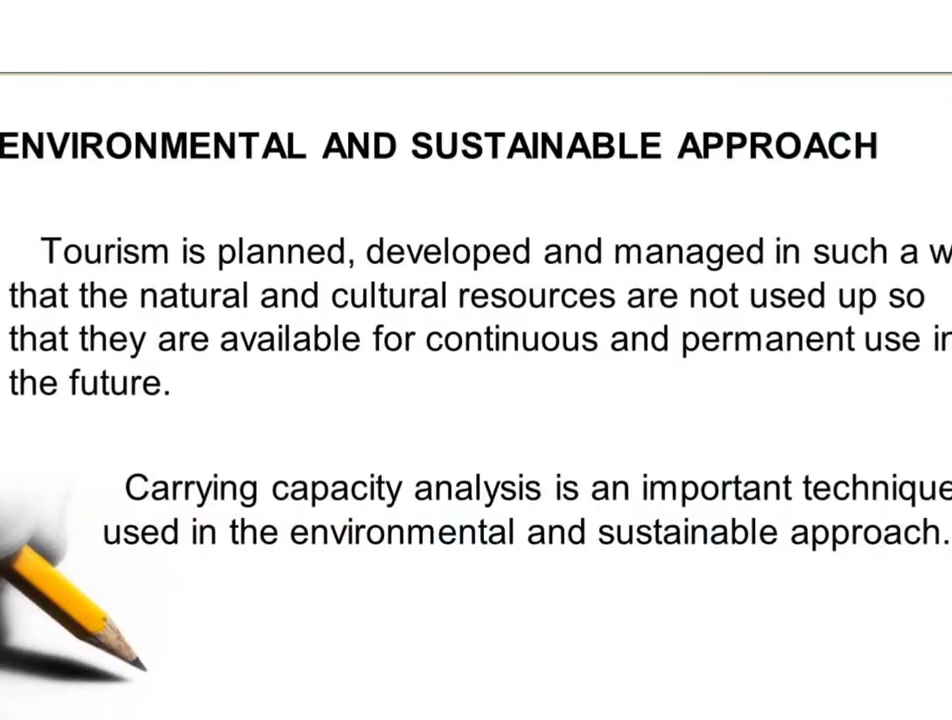 ENVIRONMENTAL AND SUSTAINABLE APPROACH
Tourism is planned, developed and managed in such a
that the natural and cultural resources are not used up so
that they are available for continuous and permanent use in
the future.
Carrying capacity analysis is an important technique
used in the environmental and sustainable approach.